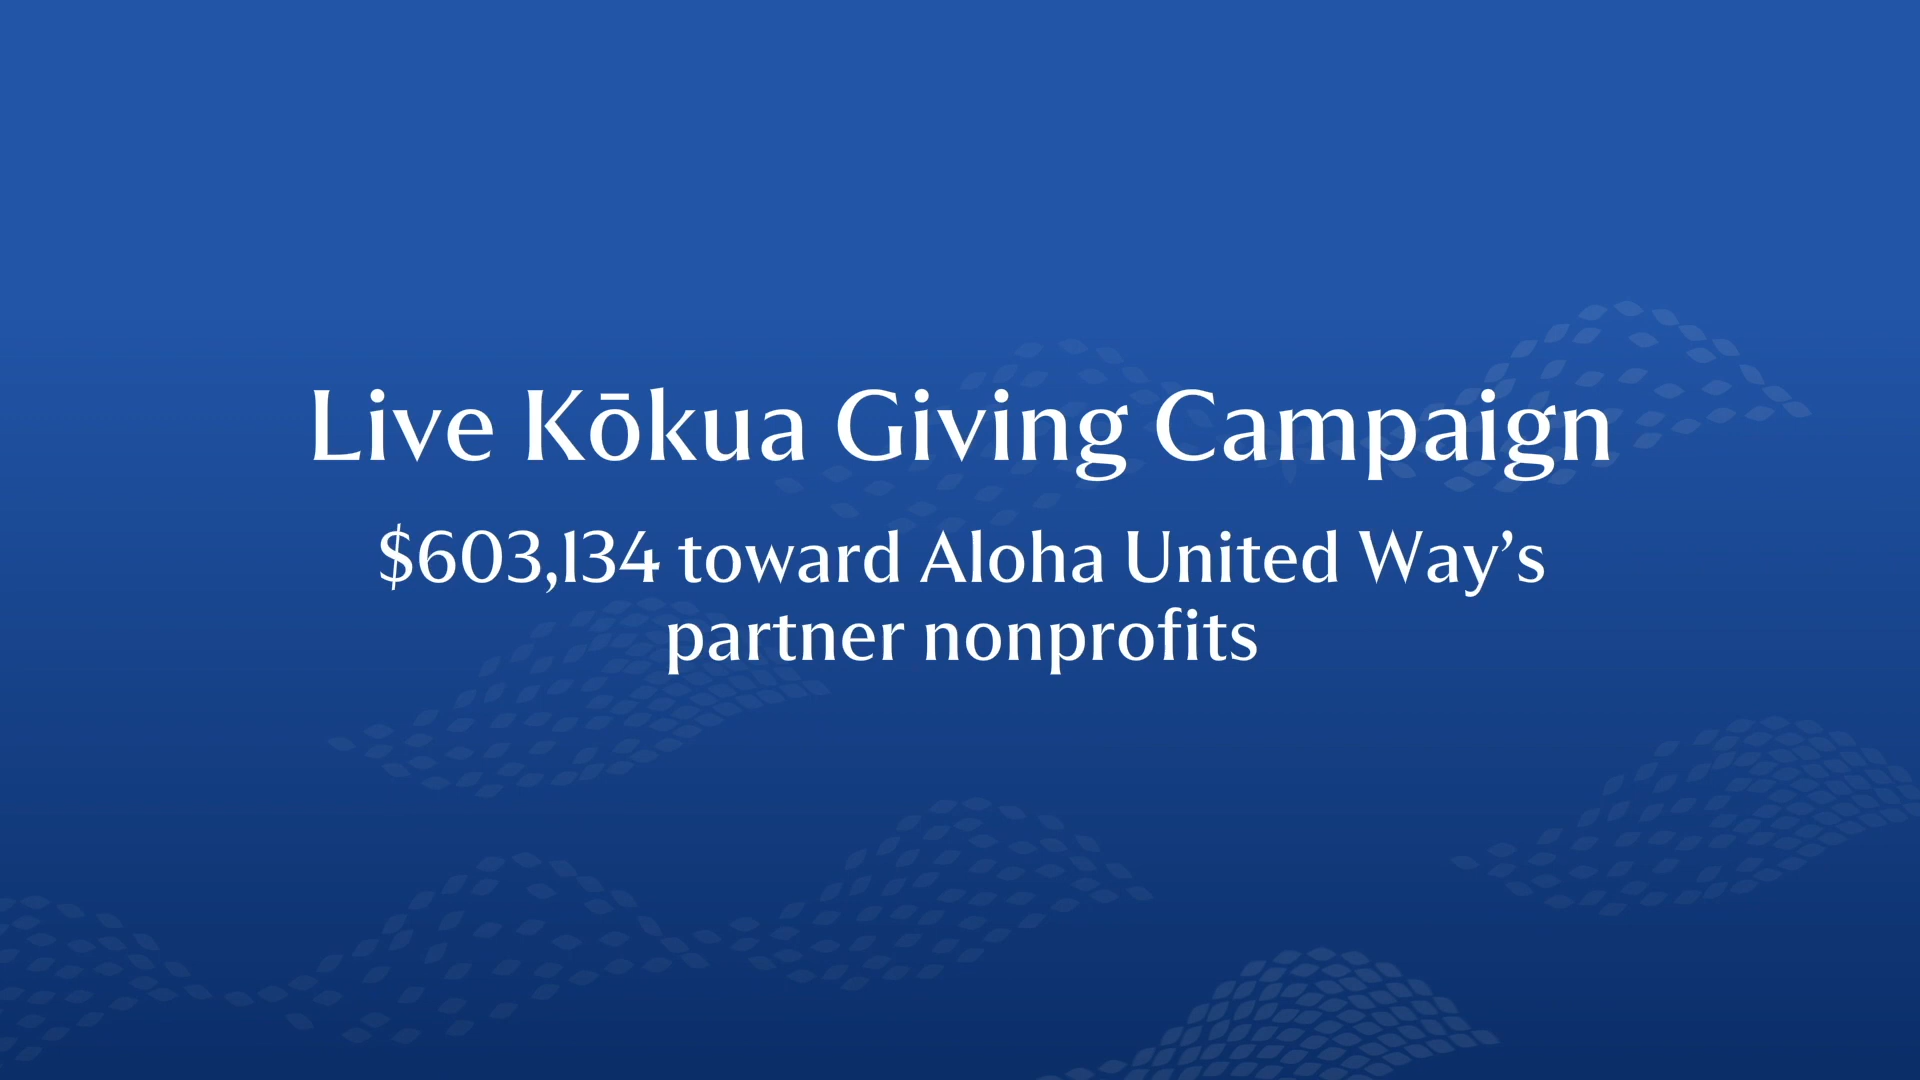 Live Kōkua Giving Campaign
$603,134 toward Aloha United Way’s
partner nonprofits